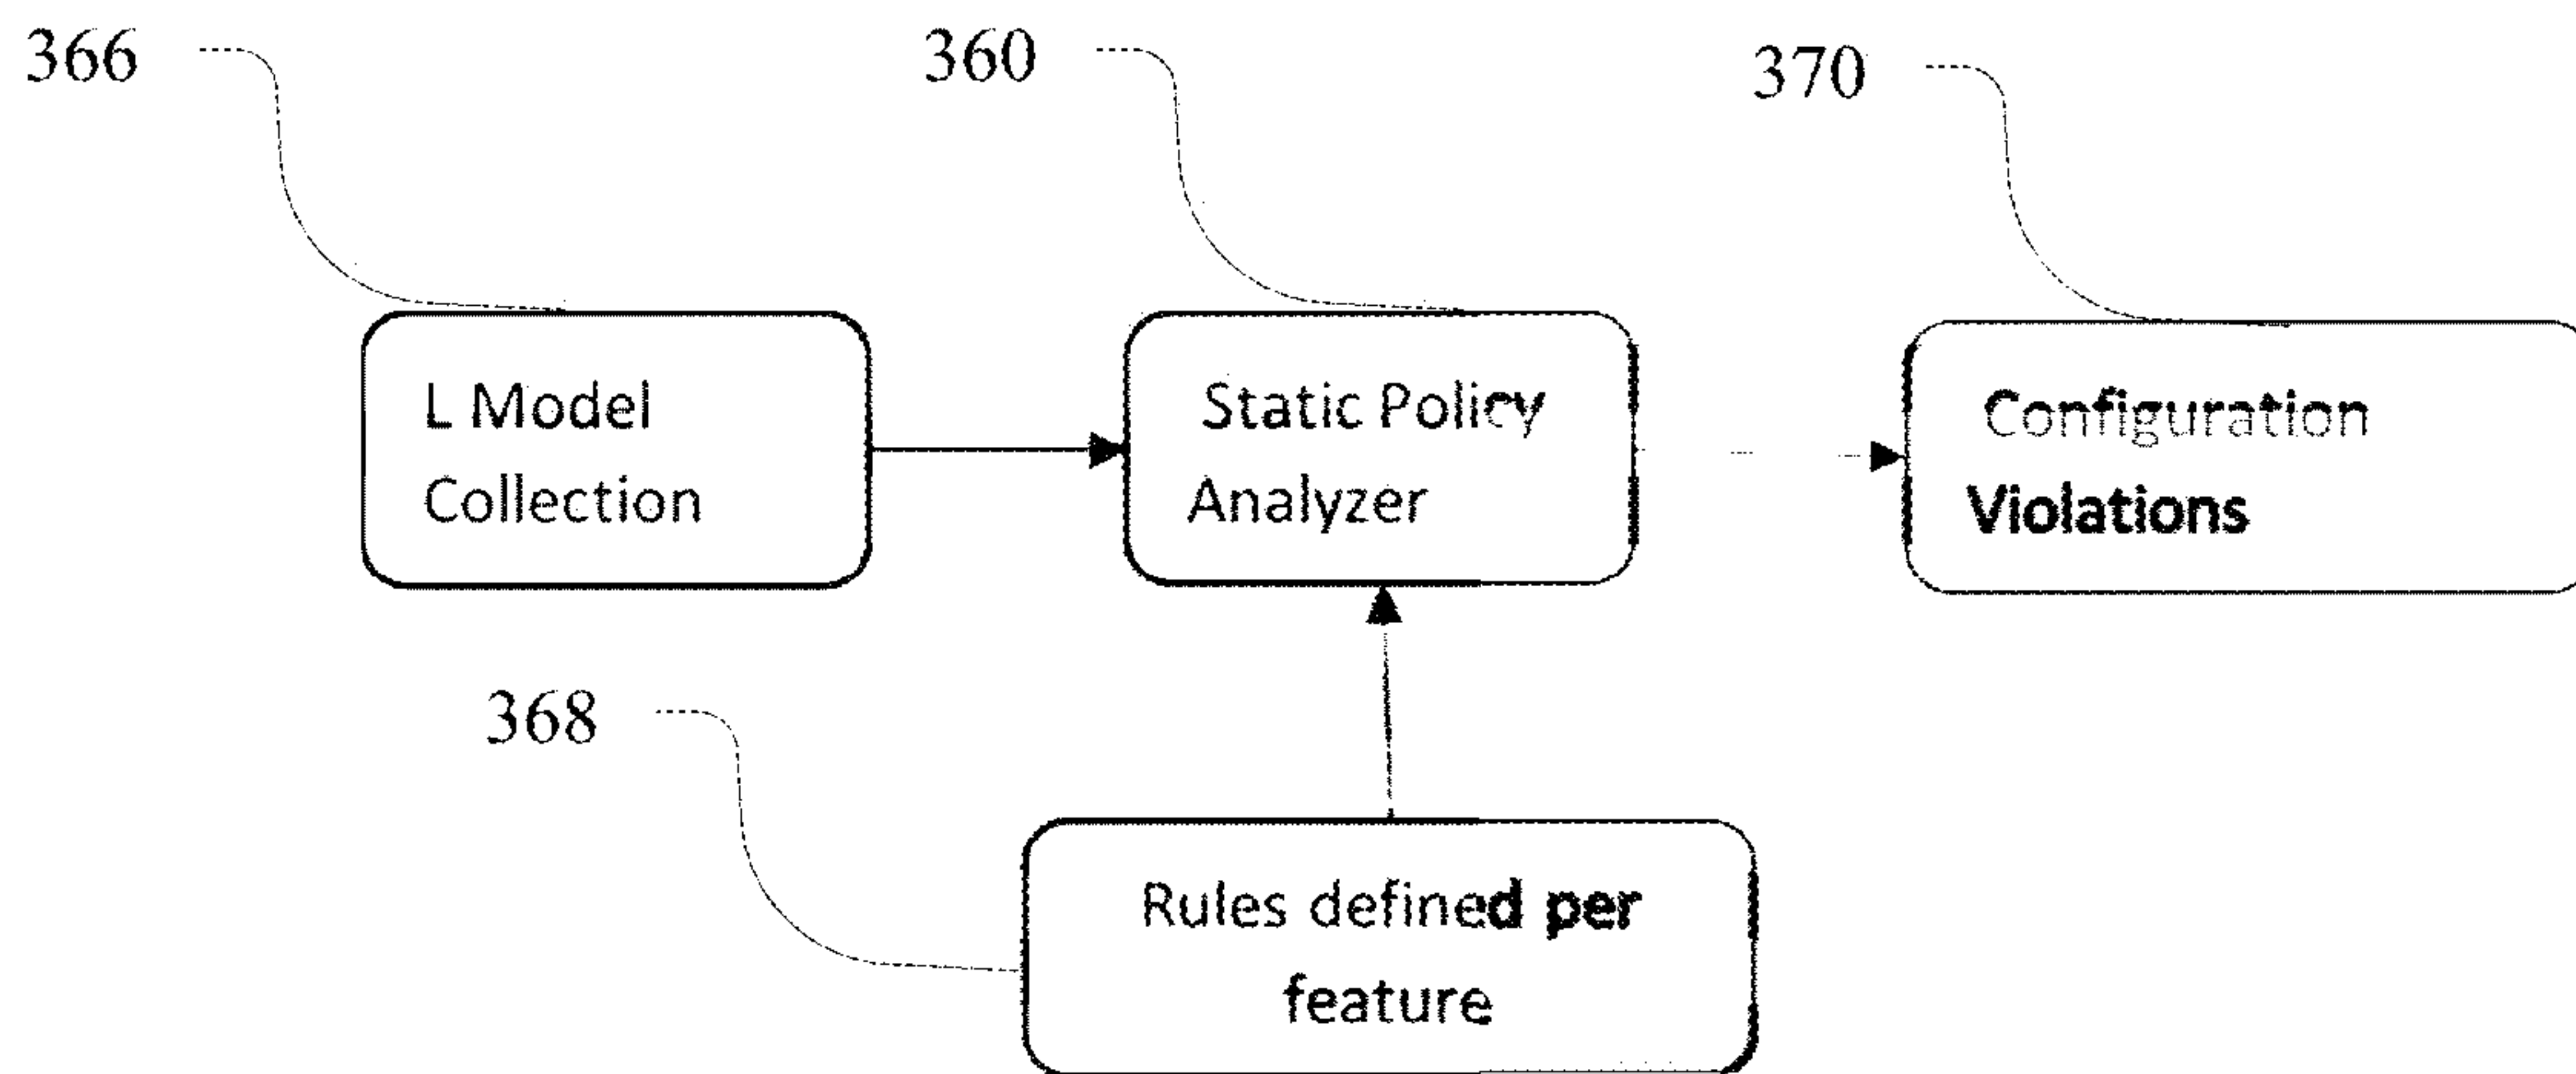 366
360
370
L Model
Collection
Static Policy
Analyzer
Configuration
Violations
368
Rules defined per
feature